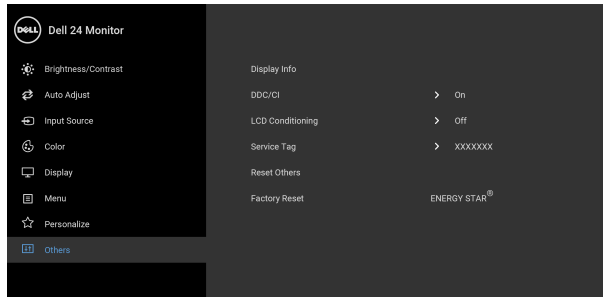 DELL Dell 24 Monitor
Brightness/Contrast
Auto Adjust
Input Source
Color
Display
Menu
Personalize
Others
Display Info
DDC/CI > On
LCD Conditioning > Off
Service Tag > XXXXXXX
Reset Others
Factory Reset ENERGY STAR®